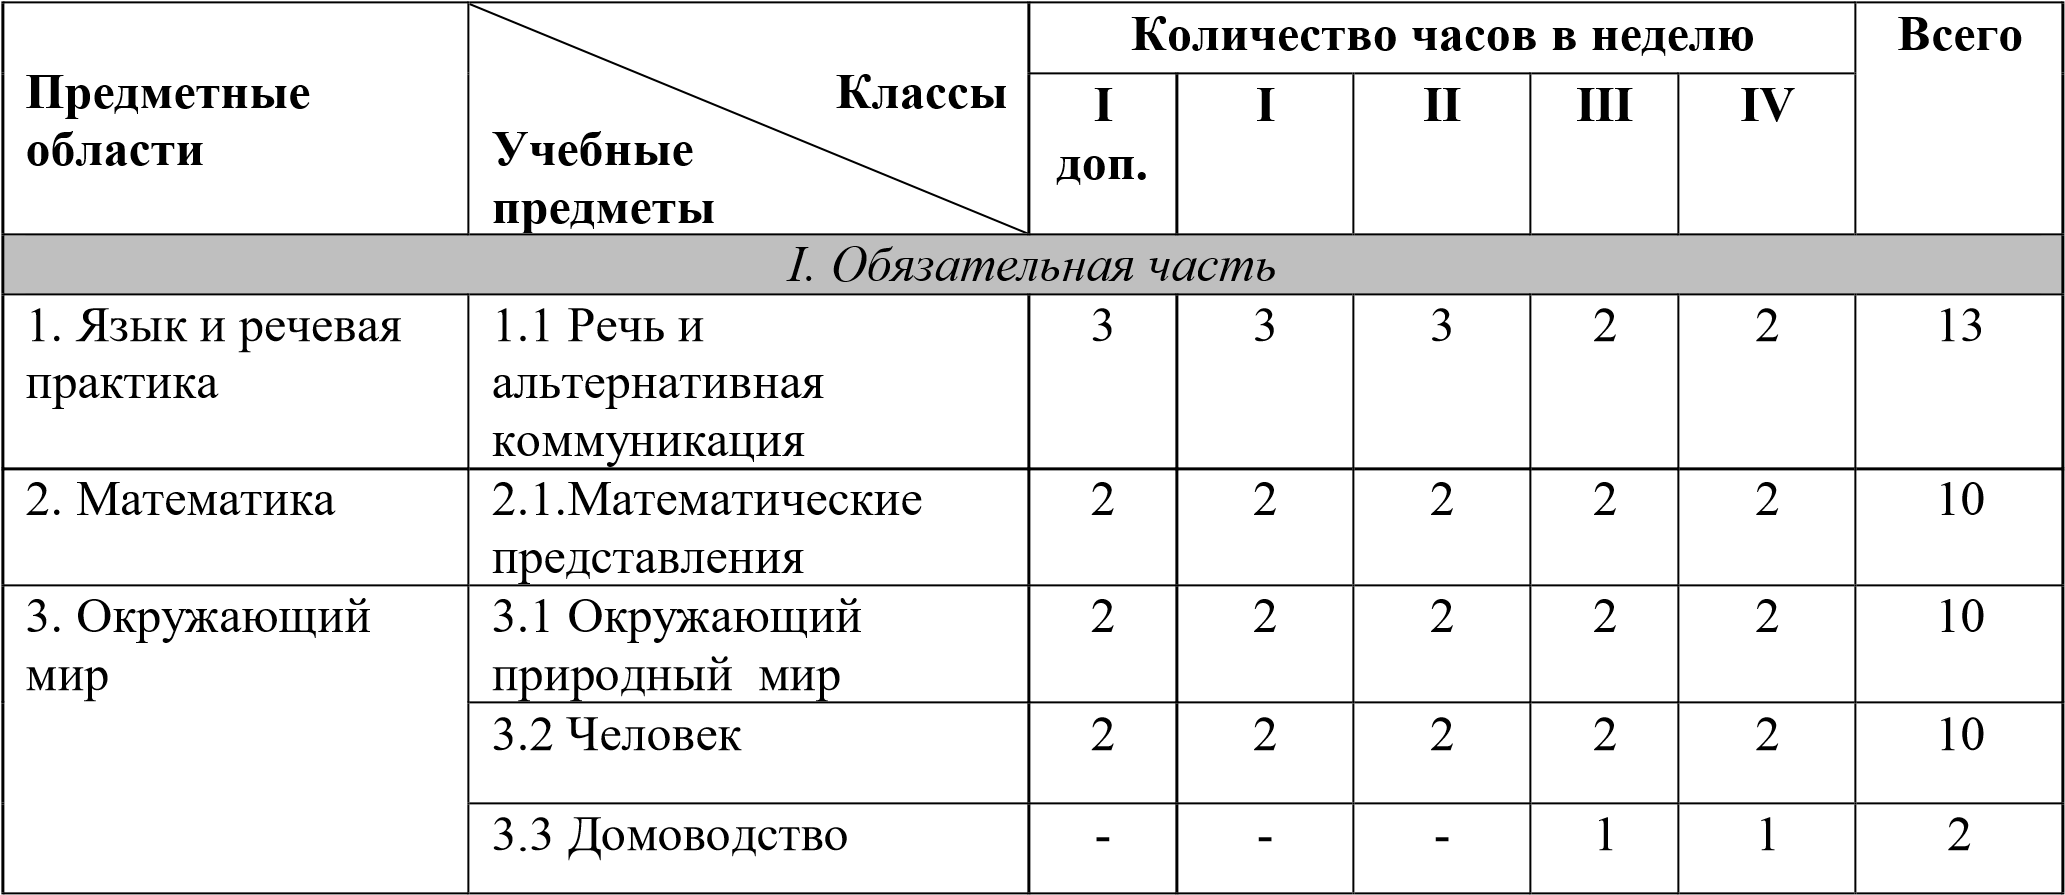 Количество часов в неделю Всего
Предметные
области
Классы
Учебные
предметы
I
доп.
I II III IV
I. Обязательная часть
1. Язык и речевая
практика
1.1 Речь и
альтернативная
коммуникация
3 3 3 2 2 13
2. Математика
2.1.Математические
представления
2 2 2 2 2 10
3. Окружающий
мир
3.1 Окружающий
природный мир
2 2 2 2 2 10
3.2 Человек 2 2 2 2 2 10
3.3 Домоводство - - - 1 1 2